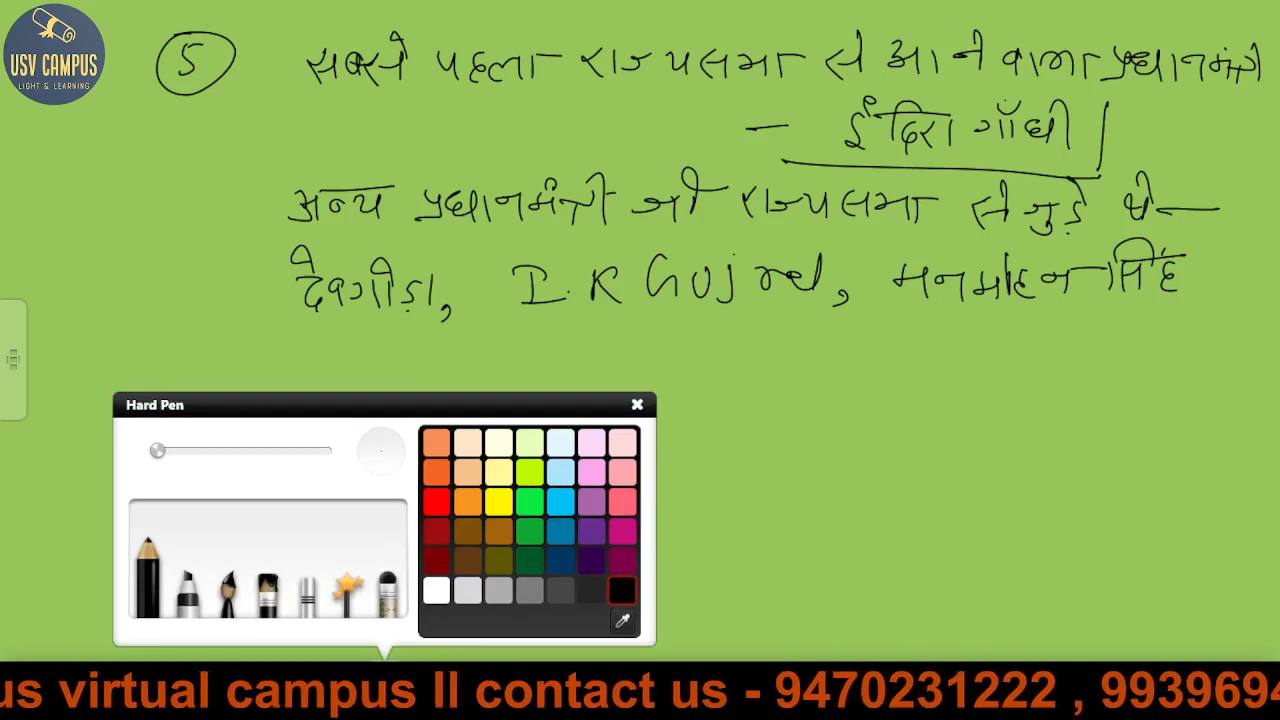 USV CAMPUS
LIGHT & LEARNING
5 सबसे पहला राज्यसभा से आने वाला प्रधानमंत्री
- इंदिरा गाँधी |
अन्य प्रधानमंत्री जो राज्यसभा से जुड़े थे-
देवगौड़ा, I.K Gujral, मनमोहन सिंह
Hard Pen
us virtual campus II contact us - 9470231222 , 9939694